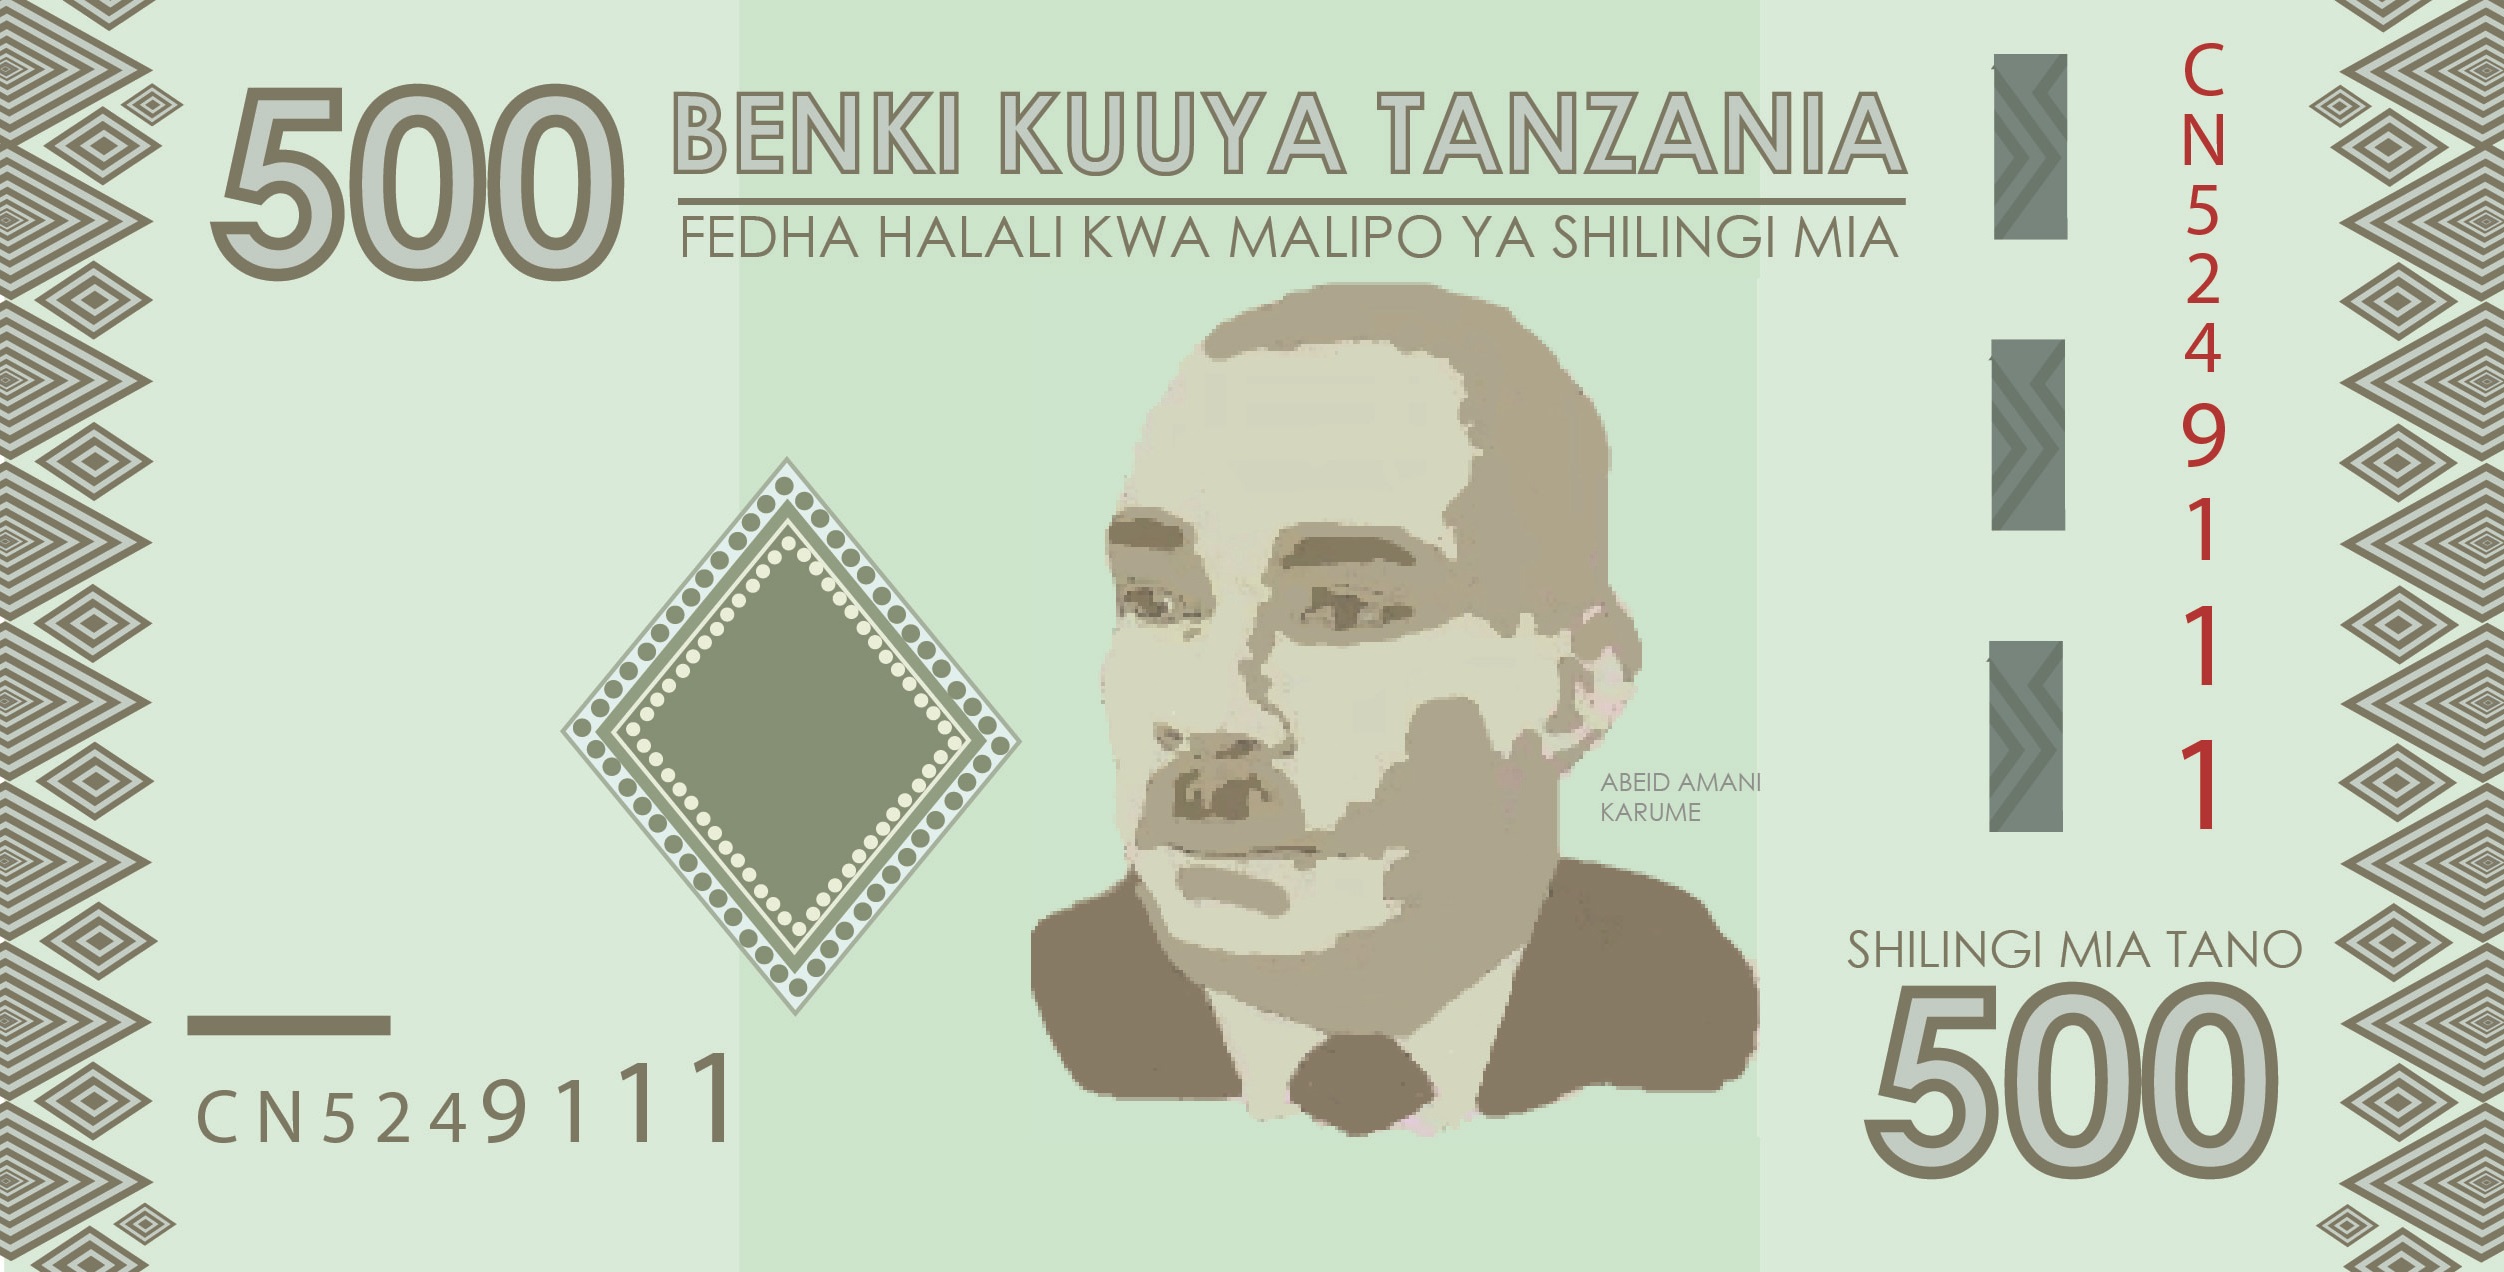 500
BENKI KUUYA TANZANIA
FEDHA HALALI KWA MALIPO YA SHILINGI MIA
CN5249111
ABEID AMANI
KARUME
SHILINGI MIA TANO
500
CN5249111